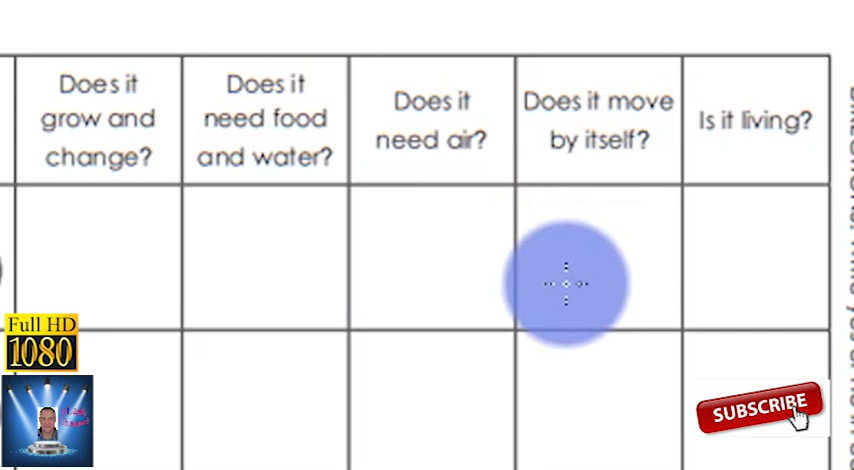 Does it
grow and
change?
Does it
need food
and water?
Does it
need air?
Does it move
by itself?
Is it living?
Full HD
1080
SUBSCRIBE